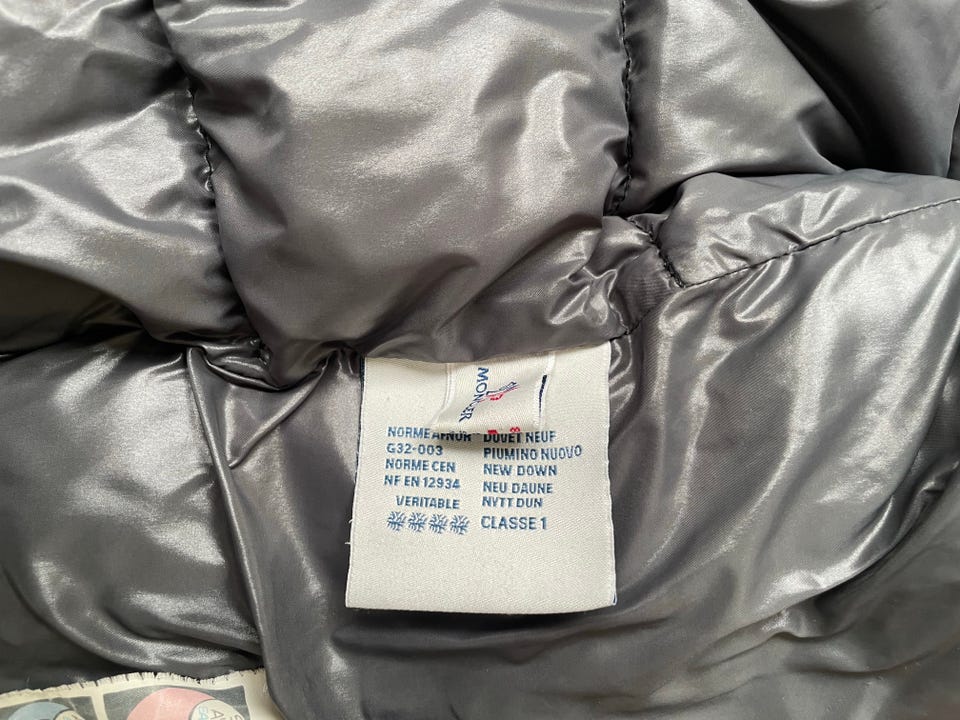 MONCLER
NORME AFNOR DUVET NEUF
G32-003 PIUMINO NUOVO
NORME CEN NEW DOWN
NF EN 12934 NEU DAUNE
VERITABLE NYTT DUN
CLASSE 1